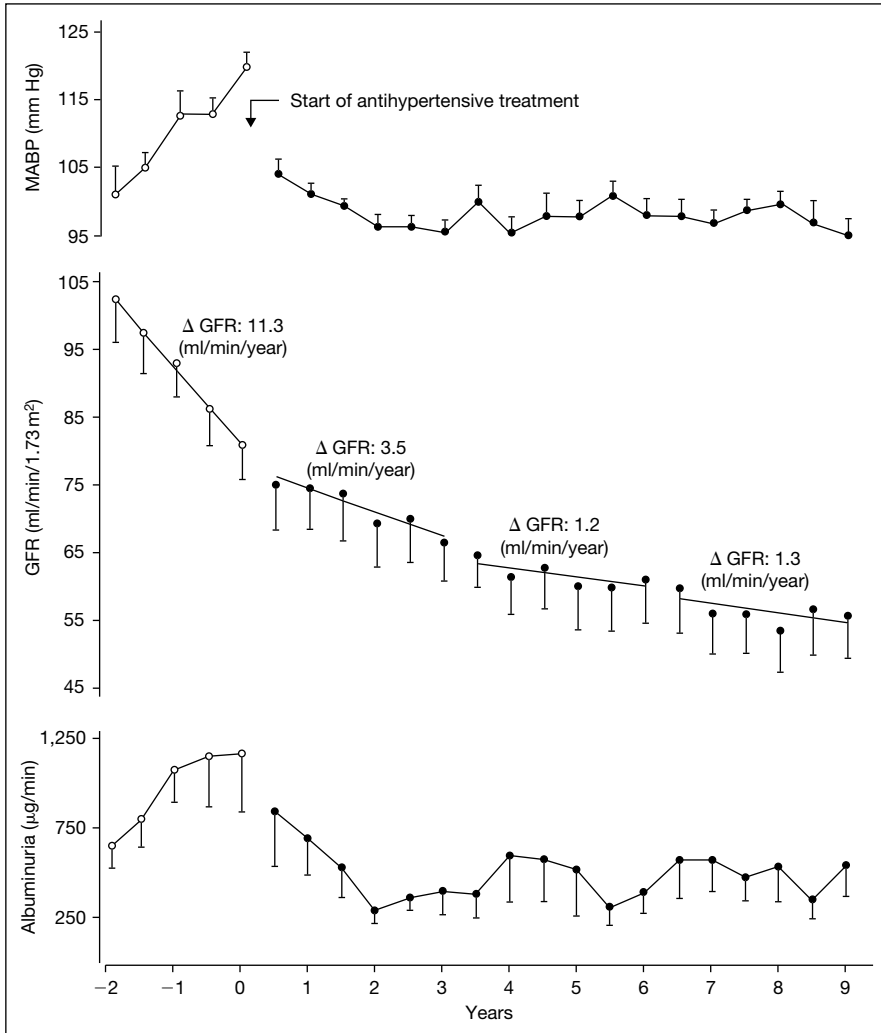 125
115
105
95
MABP (mm Hg)
Start of antihypertensive treatment
105
95
85
75
65
55
45
GFR (ml/min/1.73 m²)
Δ GFR: 11.3
(ml/min/year)
Δ GFR: 3.5
(ml/min/year)
Δ GFR: 1.2
(ml/min/year)
Δ GFR: 1.3
(ml/min/year)
1,250
750
250
Albuminuria (μg/min)
−2 −1 0 1 2 3 4 5 6 7 8 9
Years